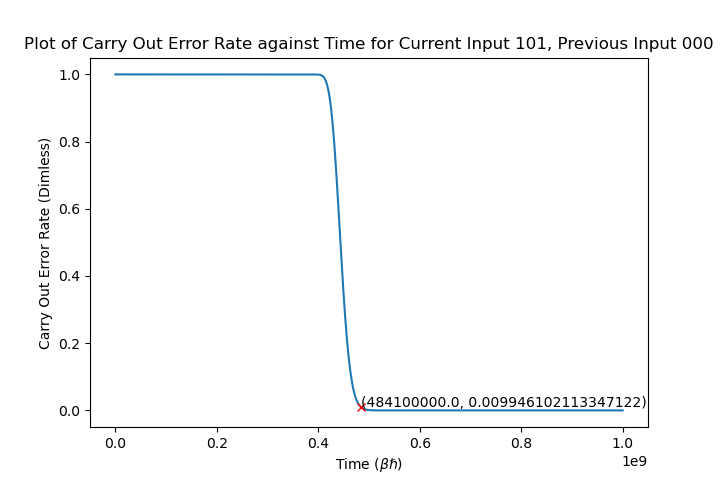 Plot of Carry Out Error Rate against Time for Current Input 101, Previous Input 000
1.0
0.8
0.6
0.4
0.2
0.0
Carry Out Error Rate (Dimless)
(484100000.0, 0.009946102113347122)
0.0 0.2 0.4 0.6 0.8 1.0
1e9
Time (βħ)